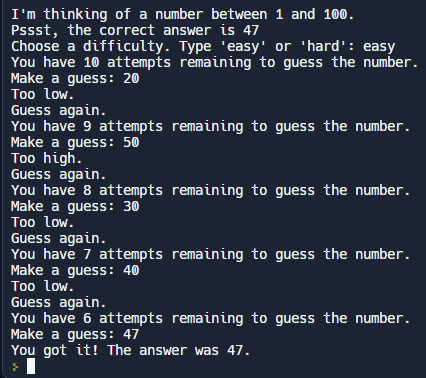 I'm thinking of a number between 1 and 100.
Pssst, the correct answer is 47
Choose a difficulty. Type 'easy' or 'hard': easy
You have 10 attempts remaining to guess the number.
Make a guess: 20
Too low.
Guess again.
You have 9 attempts remaining to guess the number.
Make a guess: 50
Too high.
Guess again.
You have 8 attempts remaining to guess the number.
Make a guess: 30
Too low.
Guess again.
You have 7 attempts remaining to guess the number.
Make a guess: 40
Too low.
Guess again.
You have 6 attempts remaining to guess the number.
Make a guess: 47
You got it! The answer was 47.